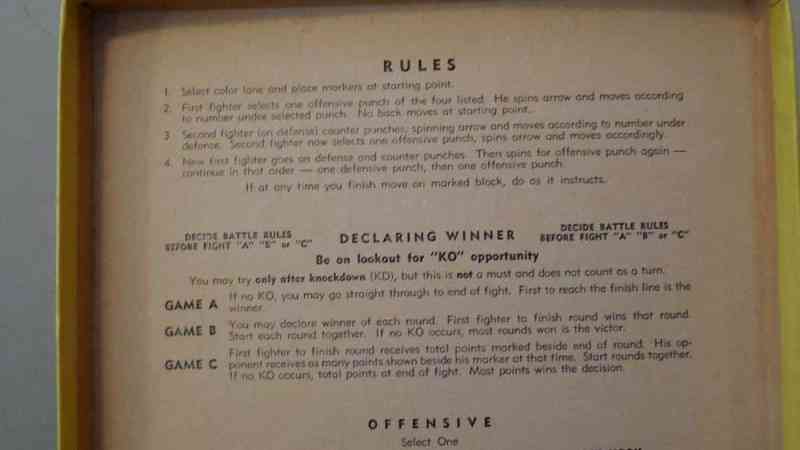 RULES
1. Select color lane and place markers at starting point.
2. First fighter selects one offensive punch of the four listed. He spins arrow and moves according
to number under selected punch. No back moves at starting point.
3 Second fighter (on defense) counter punches, spinning arrow and moves according to number under
defense. Second fighter now selects one offensive punch, spins arrow and moves accordingly.
4. New first fighter goes on defense and counter punches. Then spins for offensive punch again —
continue in that order — one defensive punch, then one offensive punch.
If at any time you finish move on marked block, do as it instructs.
DECIDE BATTLE RULES
BEFORE FIGHT "A" "B" or "C"
DECLARING WINNER
DECIDE BATTLE RULES
BEFORE FIGHT "A" "B" or "C"
Be on lookout for "KO" opportunity
You may try only after knockdown (KD), but this is not a must and does not count as a turn.
GAME A If no KO, you may go straight through to end of fight. First to reach the finish line is the
winner.
GAME B You may declare winner of each round. First fighter to finish round wins that round.
Start each round together. If no KO occurs, most rounds won is the victor.
GAME C First fighter to finish round receives total points marked beside end of round. His op-
ponent receives as many points shown beside his marker at that time. Start rounds together.
If no KO occurs, total points at end of fight. Most points wins the decision.
OFFENSIVE
Select One